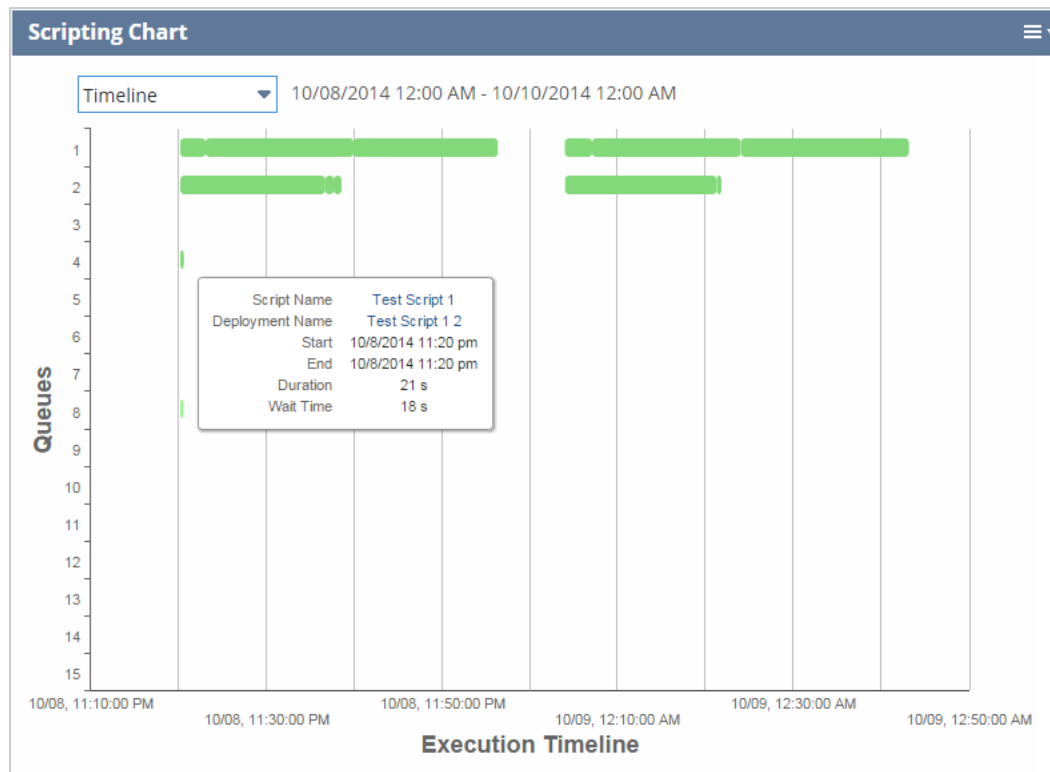 Scripting Chart
Timeline 10/08/2014 12:00 AM - 10/10/2014 12:00 AM
1
2
3
4
5
6
7
8
9
10
11
12
13
14
15
Queues
Script Name Test Script 1
Deployment Name Test Script 1 2
Start 10/8/2014 11:20 pm
End 10/8/2014 11:20 pm
Duration 21 s
Wait Time 18 s
10/08, 11:10:00 PM
10/08, 11:30:00 PM
10/08, 11:50:00 PM
10/09, 12:10:00 AM
10/09, 12:30:00 AM
10/09, 12:50:00 AM
Execution Timeline